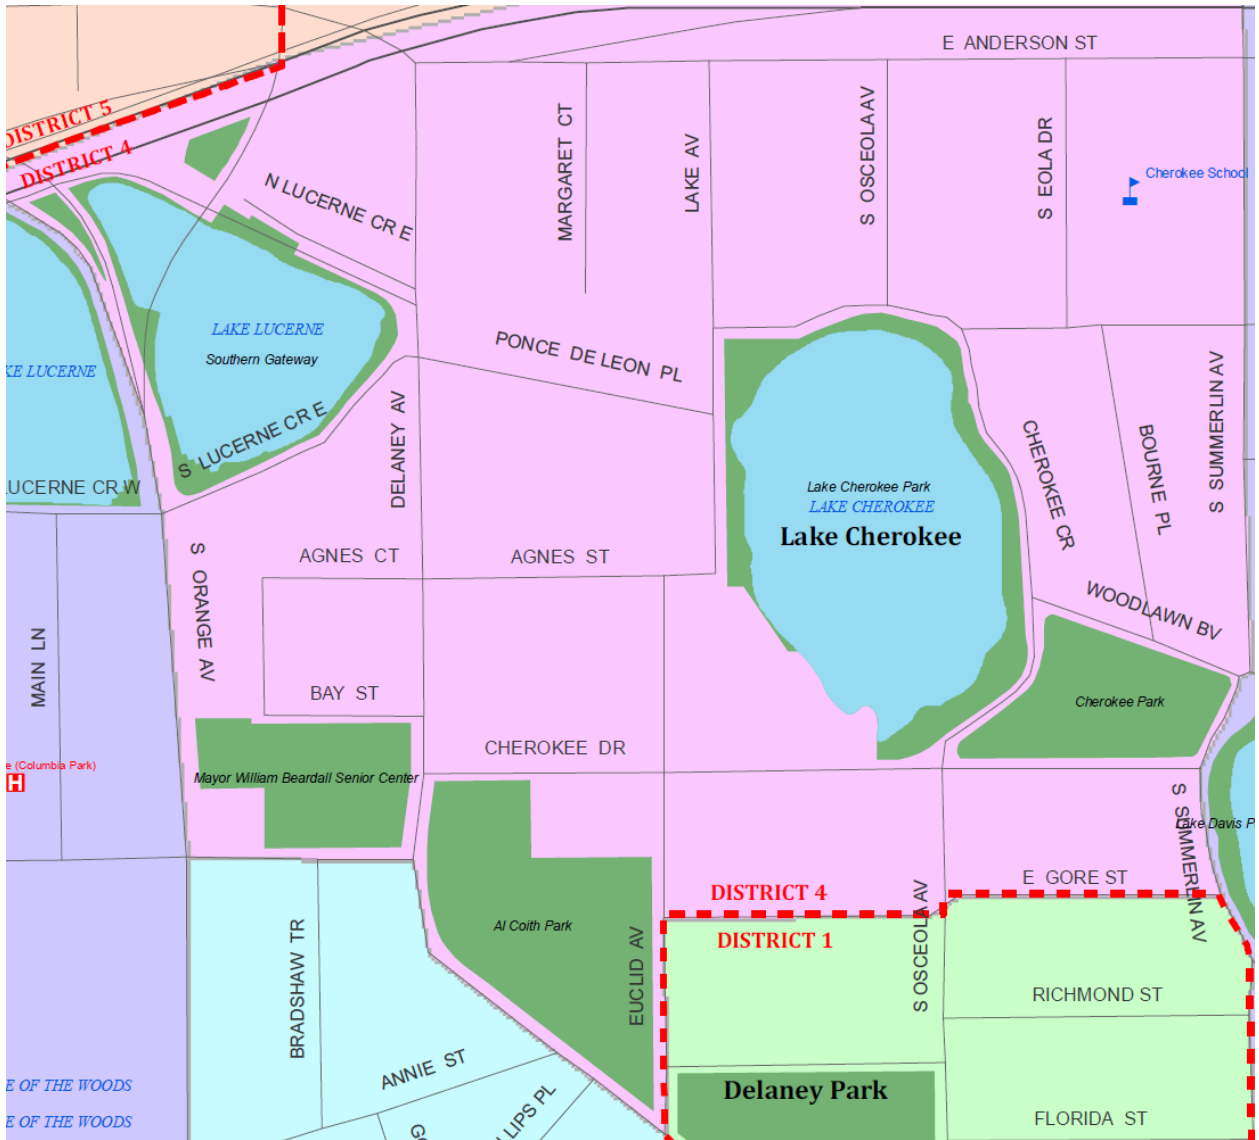 E ANDERSON ST
DISTRICT 5
DISTRICT 4
MARGARET CT
LAKE AV
S OSCEOLA AV
S EOLA DR
Cherokee School
N LUCERNE CR E
LAKE LUCERNE
Southern Gateway
PONCE DE LEON PL
KE LUCERNE
S LUCERNE CR E
DELANEY AV
S SUMMERLIN AV
CHEROKEE CR
BOURNE PL
LUCERNE CR W
Lake Cherokee Park
LAKE CHEROKEE
Lake Cherokee
AGNES CT
AGNES ST
S ORANGE AV
WOODLAWN BV
MAIN LN
BAY ST
Cherokee Park
CHEROKEE DR
e (Columbia Park)
H
Mayor William Beardall Senior Center
S SUMMERLIN AV
Lake Davis P
E GORE ST
DISTRICT 4
DISTRICT 1
Al Coith Park
EUCLID AV
S OSCEOLA AV
BRADSHAW TR
RICHMOND ST
ANNIE ST
E OF THE WOODS
E OF THE WOODS
Delaney Park
LLIPS PL
FLORIDA ST